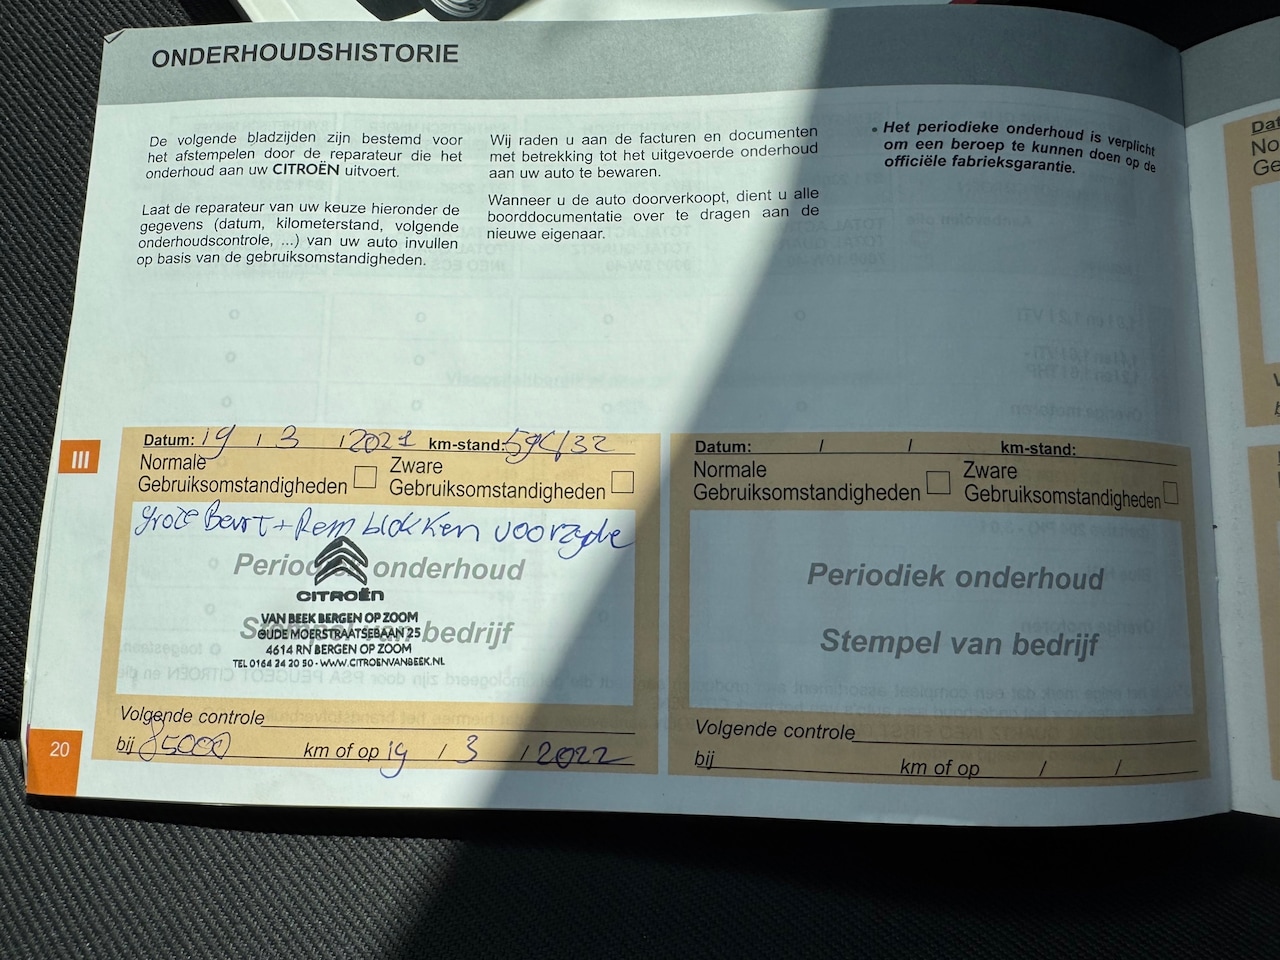 ONDERHOUDSHISTORIE
De volgende bladzijden zijn bestemd voor
het afstempelen door de reparateur die het
onderhoud aan uw CITROËN uitvoert.
Laat de reparateur van uw keuze hieronder de
gegevens (datum, kilometerstand, volgende
onderhoudscontrole, ...) van uw auto invullen
op basis van de gebruiksomstandigheden.
Wij raden u aan de facturen en documenten
met betrekking tot het uitgevoerde onderhoud
aan uw auto te bewaren.
Wanneer u de auto doorverkoopt, dient u alle
boorddocumentatie over te dragen aan de
nieuwe eigenaar.
• Het periodieke onderhoud is verplicht
om een beroep te kunnen doen op de
officiële fabrieksgarantie.
III
Datum: 19 / 3 / 2021 km-stand:
Normale
Gebruiksomstandigheden
Zware
Gebruiksomstandigheden
grote Beurt + Remblokken voorzyde
Periodiek onderhoud
Stempel van bedrijf
CITROËN
VAN BEEK BERGEN OP ZOOM
OUDE MOERSTRAATSEBAAN 25
4614 RN BERGEN OP ZOOM
TEL 0164 24 20 50 - WWW.CITROENVANBEEK.NL
Volgende controle
bij 85000 km of op 19 / 3 / 2022
Datum: / / km-stand:
Normale
Gebruiksomstandigheden
Zware
Gebruiksomstandigheden
Periodiek onderhoud
Stempel van bedrijf
Volgende controle
bij km of op / /
20
Dat
No
Ge